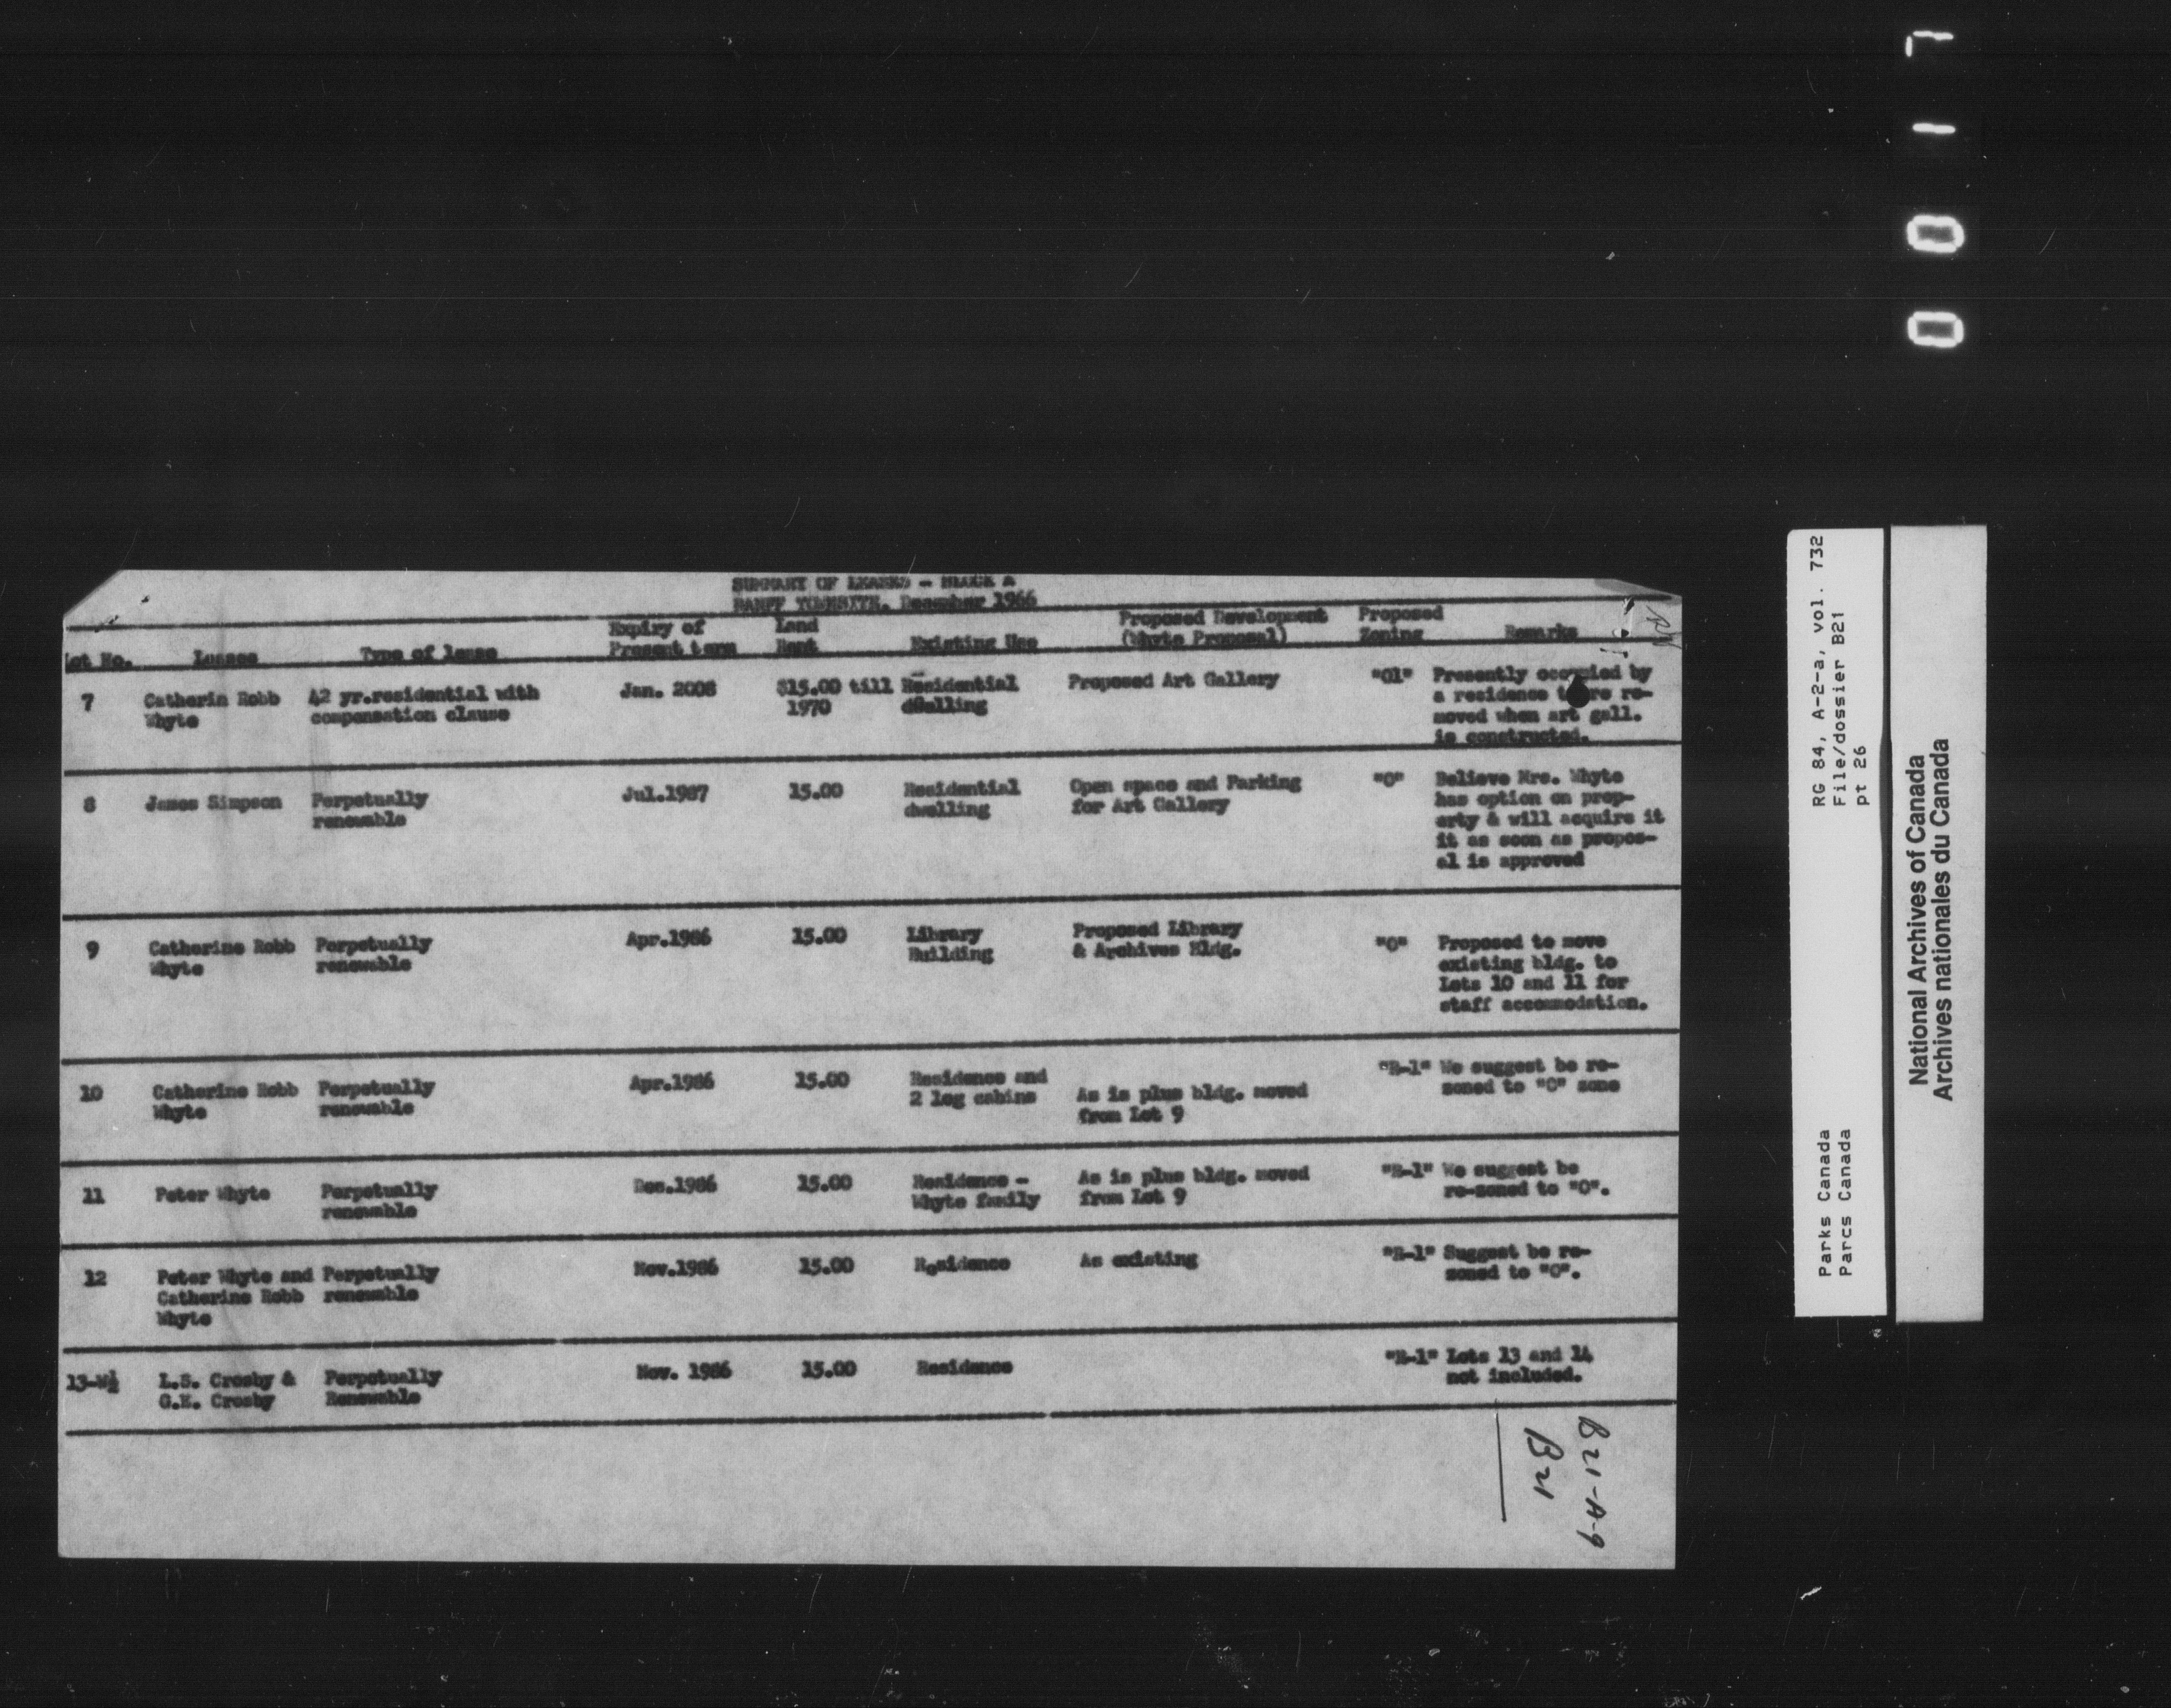 SUMMARY OF LEASES - BLOCK A
BANFF TOWNSITE. December 1966
Lot No. Lessee Type of lease Expiry of Present term Land Rent Existing Use Proposed Development (Whyte Proposal) Proposed Zoning Remarks
7 Catherin Robb 42 yr.residential with Jan. 2008 $15.00 till Residential Proposed Art Gallery "O1" Presently occupied by
Whyte compensation clause 1970 dwelling a residence to re re-
moved when art gall.
is constructed.
8 James Simpson Perpetually Jul.1987 15.00 Residential Open space and Parking "O" Believe Mrs. Whyte
renewable dwelling for Art Gallery has option on prop-
erty & will acquire it
it as soon as propos-
al is approved
9 Catherine Robb Perpetually Apr.1986 15.00 Library Proposed Library "O" Proposed to move
Whyte renewable Building & Archives Bldg. existing bldg. to
Lots 10 and 11 for
staff accommodation.
10 Catherine Robb Perpetually Apr.1986 15.00 Residence and As is plus bldg. moved "R-1" We suggest be re-
Whyte renewable 2 log cabins from Lot 9 zoned to "O" zone
11 Peter Whyte Perpetually Dec.1986 15.00 Residence - As is plus bldg. moved "R-1" We suggest be
renewable Whyte family from Lot 9 re-zoned to "O".
12 Peter Whyte and Perpetually Nov.1986 15.00 Residence As existing "R-1" Suggest be re-
Catherine Robb renewable zoned to "O".
Whyte
13-W½ L.S. Crosby & Perpetually Nov. 1986 15.00 Residence "R-1" Lots 13 and 14
G.K. Crosby Renewable not included.
B21-A-9
B21
RG 84, A-2-a, vol. 732
File/dossier B21
Pt 26
Parks Canada
Parcs Canada
National Archives of Canada
Archives nationales du Canada
0017